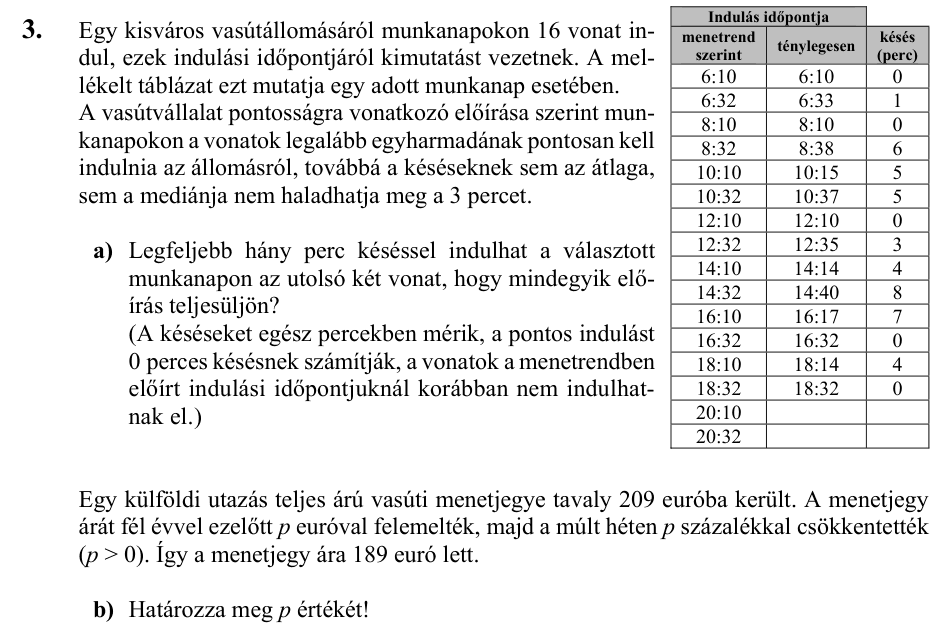 3. Egy kisváros vasútállomásáról munkanapokon 16 vonat in-
dul, ezek indulási időpontjáról kimutatást vezetnek. A mel-
lékelt táblázat ezt mutatja egy adott munkanap esetében.
A vasútvállalat pontosságra vonatkozó előírása szerint mun-
kanapokon a vonatok legalább egyharmadának pontosan kell
indulnia az állomásról, továbbá a késéseknek sem az átlaga,
sem a mediánja nem haladhatja meg a 3 percet.
a) Legfeljebb hány perc késéssel indulhat a választott
munkanapon az utolsó két vonat, hogy mindegyik elő-
írás teljesüljön?
(A késéseket egész percekben mérik, a pontos indulást
0 perces késésnek számítják, a vonatok a menetrendben
előírt indulási időpontjuknál korábban nem indulhat-
nak el.)
Indulás időpontja
menetrend szerint ténylegesen késés (perc)
6:10 6:10 0
6:32 6:33 1
8:10 8:10 0
8:32 8:38 6
10:10 10:15 5
10:32 10:37 5
12:10 12:10 0
12:32 12:35 3
14:10 14:14 4
14:32 14:40 8
16:10 16:17 7
16:32 16:32 0
18:10 18:14 4
18:32 18:32 0
20:10
20:32
Egy külföldi utazás teljes árú vasúti menetjegye tavaly 209 euróba került. A menetjegy
árát fél évvel ezelőtt p euróval felemelték, majd a múlt héten p százalékkal csökkentették
(p > 0). Így a menetjegy ára 189 euró lett.
b) Határozza meg p értékét!